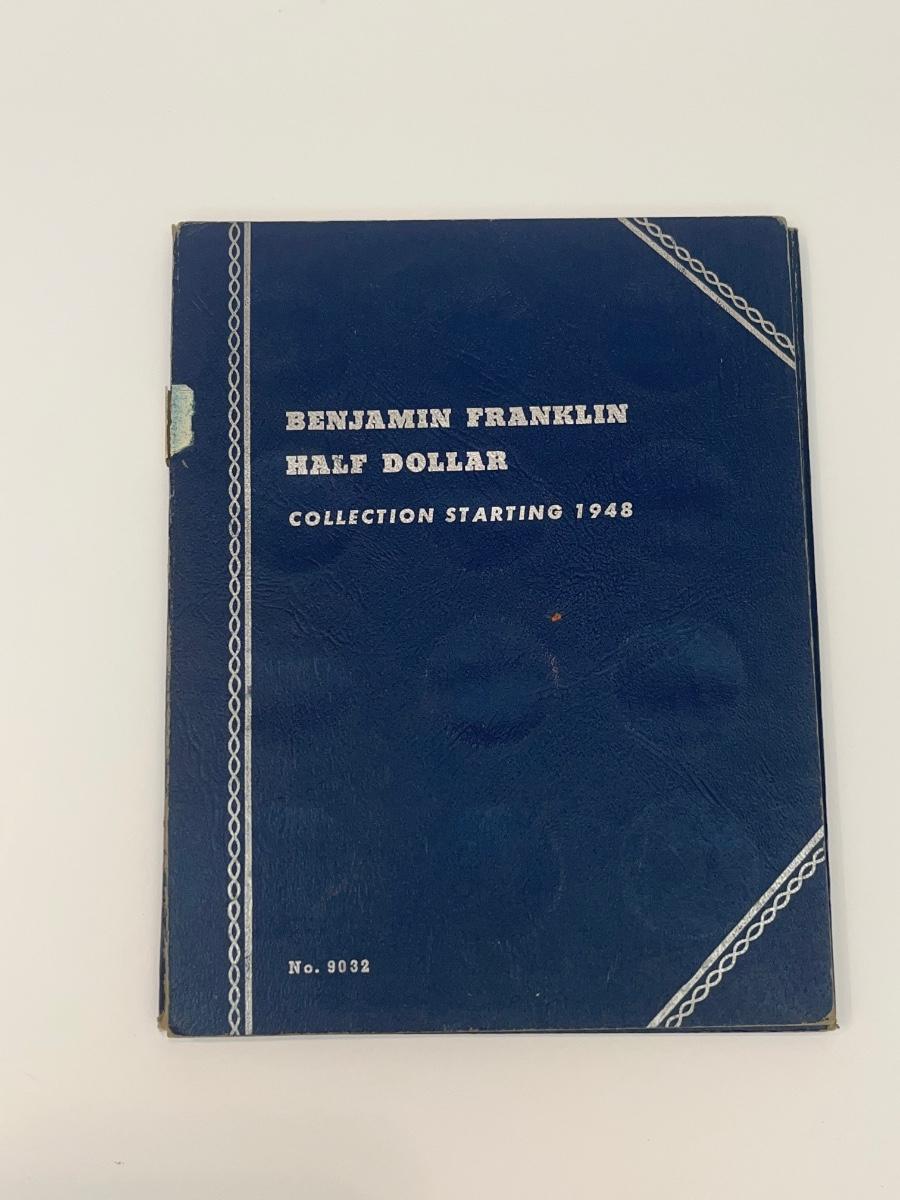 BENJAMIN FRANKLIN
HALF DOLLAR
COLLECTION STARTING 1948
No. 9032